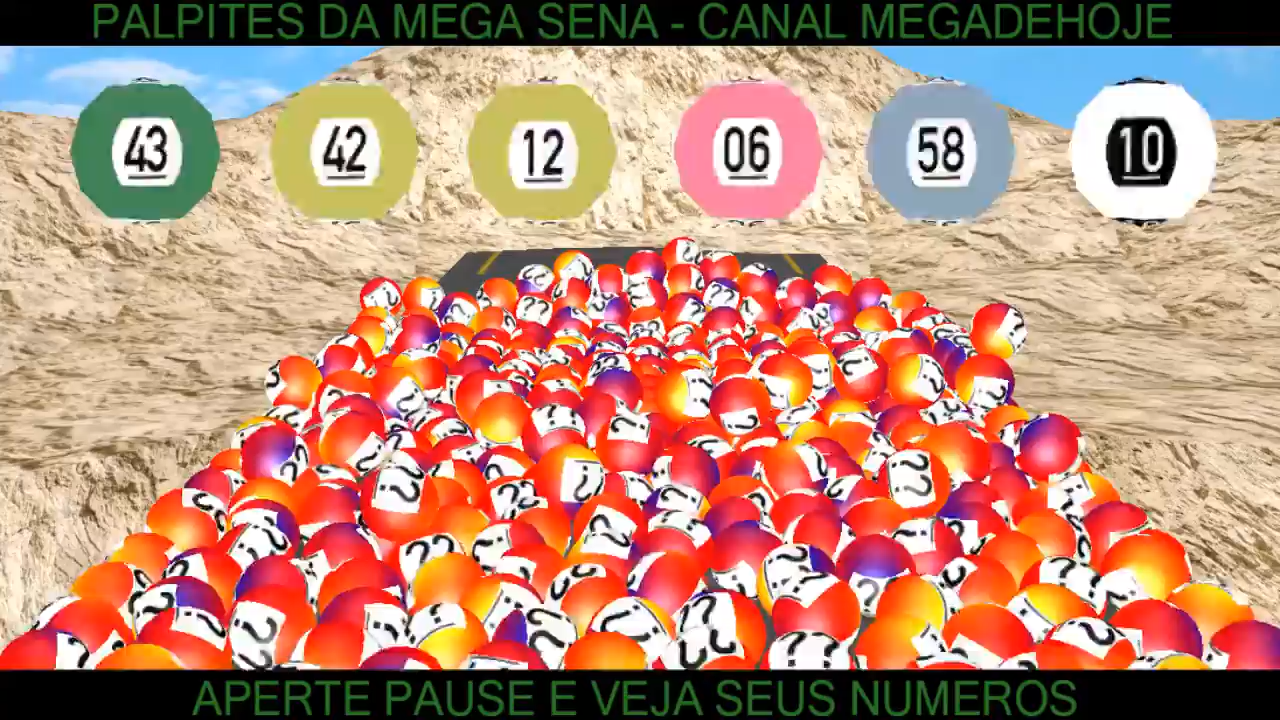 PALPITES DA MEGA SENA - CANAL MEGADEHOJE
43 42 12 06 58 10
APERTE PAUSE E VEJA SEUS NUMEROS